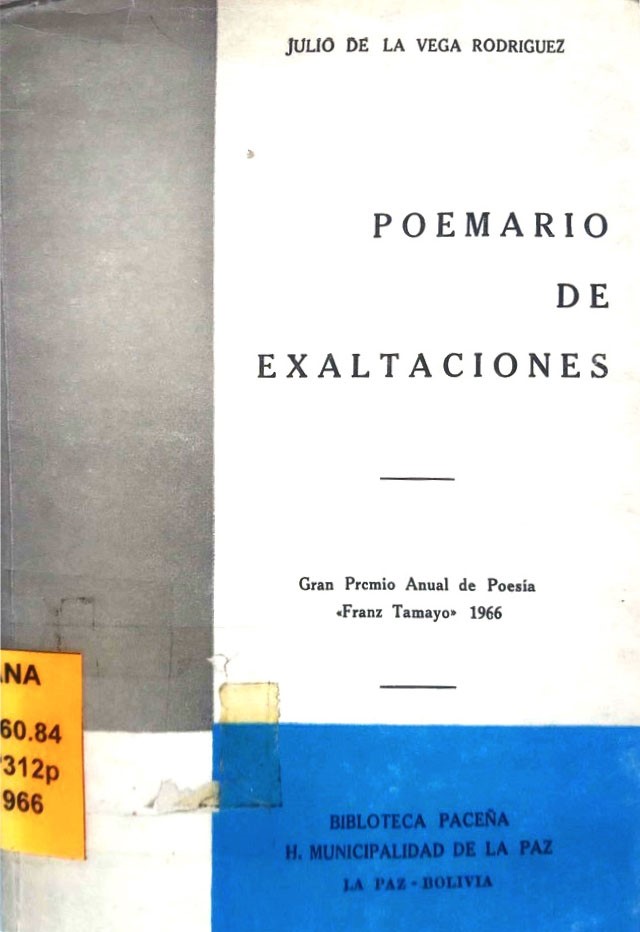 JULIO DE LA VEGA RODRIGUEZ
POEMARIO
DE
EXALTACIONES
Gran Premio Anual de Poesía
«Franz Tamayo» 1966
ANA
60.84
312p
966
BIBLOTECA PACEÑA
H. MUNICIPALIDAD DE LA PAZ
LA PAZ - BOLIVIA